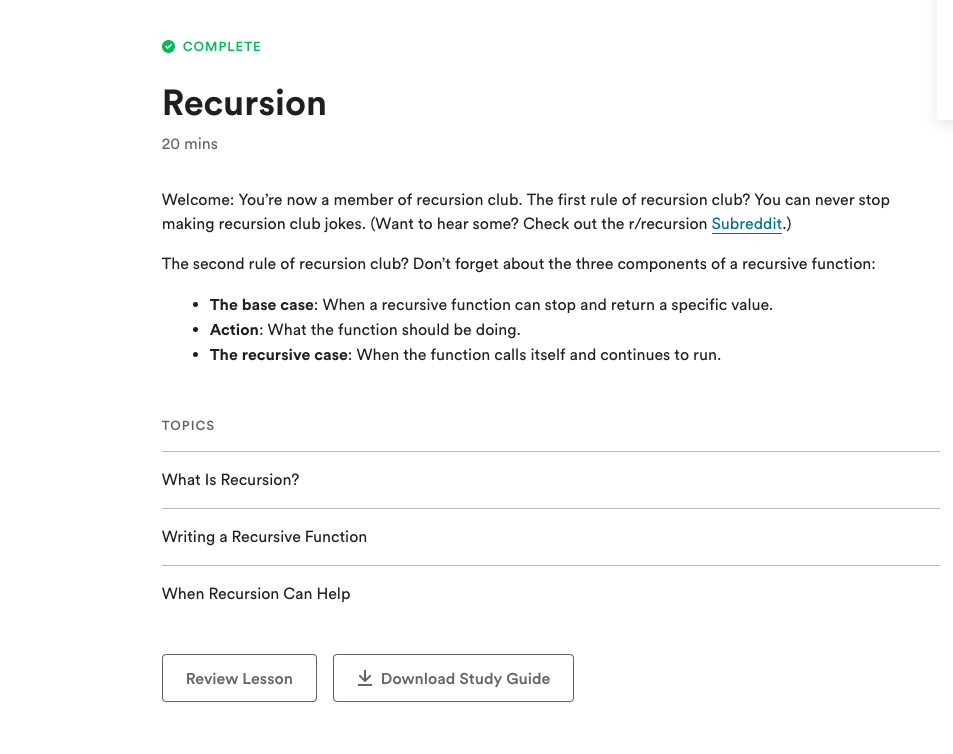 COMPLETE
Recursion
20 mins
Welcome: You’re now a member of recursion club. The first rule of recursion club? You can never stop
making recursion club jokes. (Want to hear some? Check out the r/recursion Subreddit.)
The second rule of recursion club? Don’t forget about the three components of a recursive function:
• The base case: When a recursive function can stop and return a specific value.
• Action: What the function should be doing.
• The recursive case: When the function calls itself and continues to run.
TOPICS
What Is Recursion?
Writing a Recursive Function
When Recursion Can Help
Review Lesson
Download Study Guide